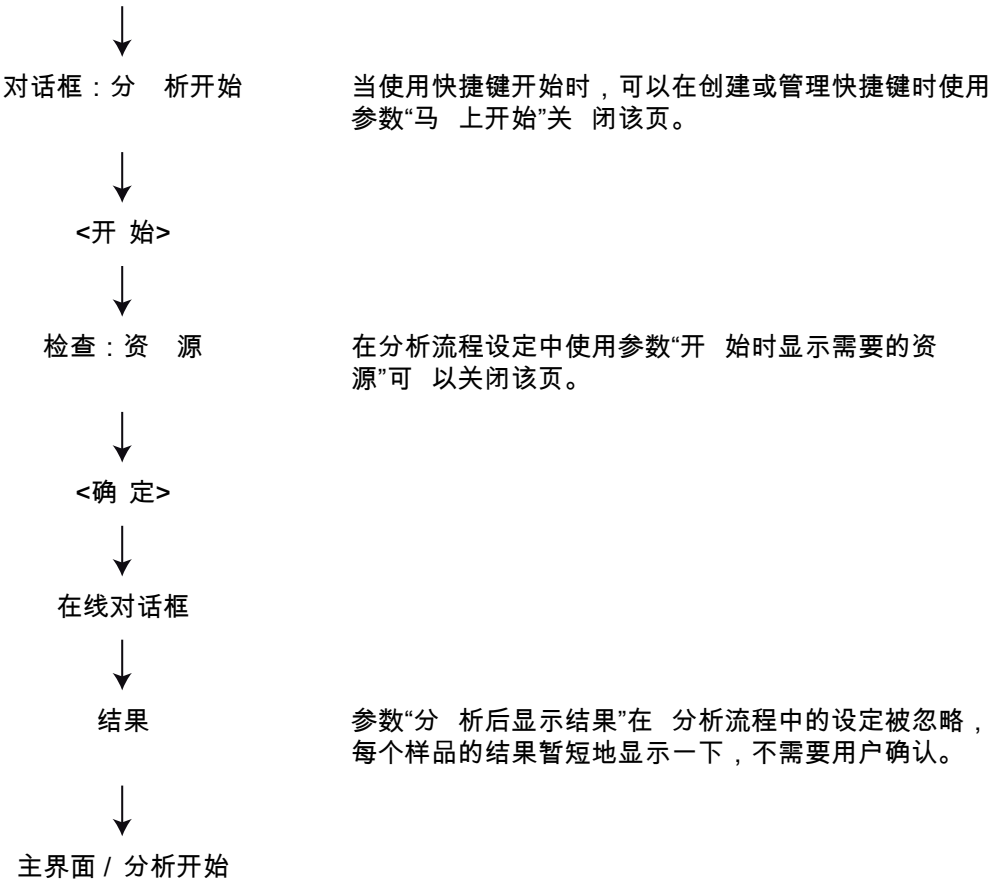 对话框：分 析开始
当使用快捷键开始时，可以在创建或管理快捷键时使用
参数“马 上开始”关 闭该页。
<开 始>
检查：资 源
在分析流程设定中使用参数“开 始时显示需要的资
源”可 以关闭该页。
<确 定>
在线对话框
结果
参数“分 析后显示结果”在 分析流程中的设定被忽略，
每个样品的结果暂短地显示一下，不需要用户确认。
主界面 / 分析开始